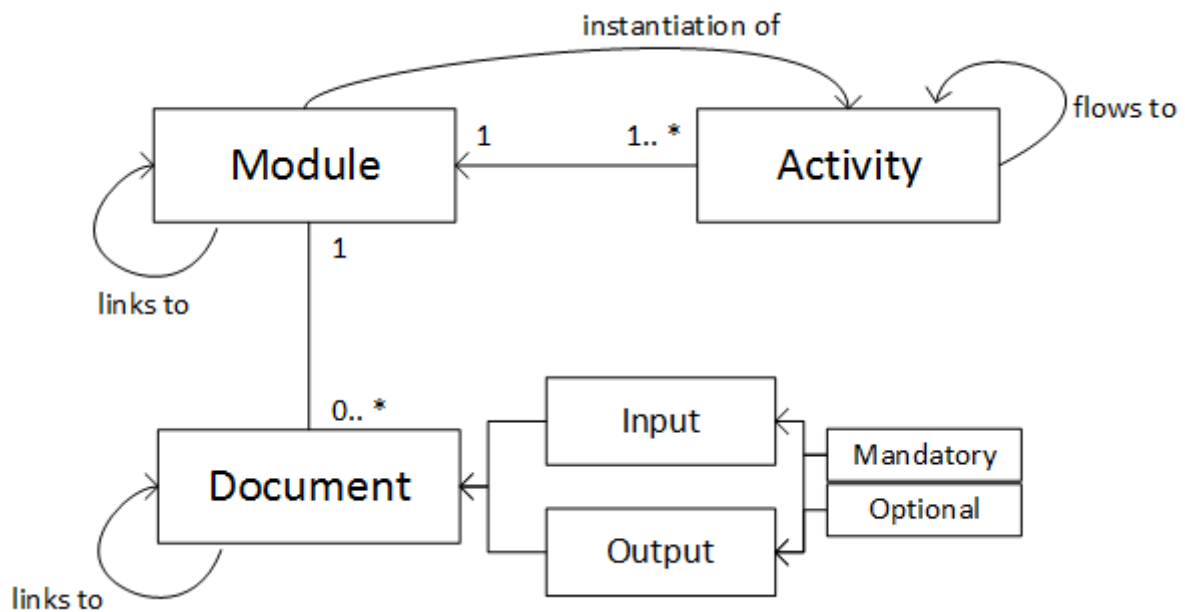 instantiation of
flows to
1
1.. *
Module
Activity
1
links to
0.. *
Input
Mandatory
Document
Optional
Output
links to